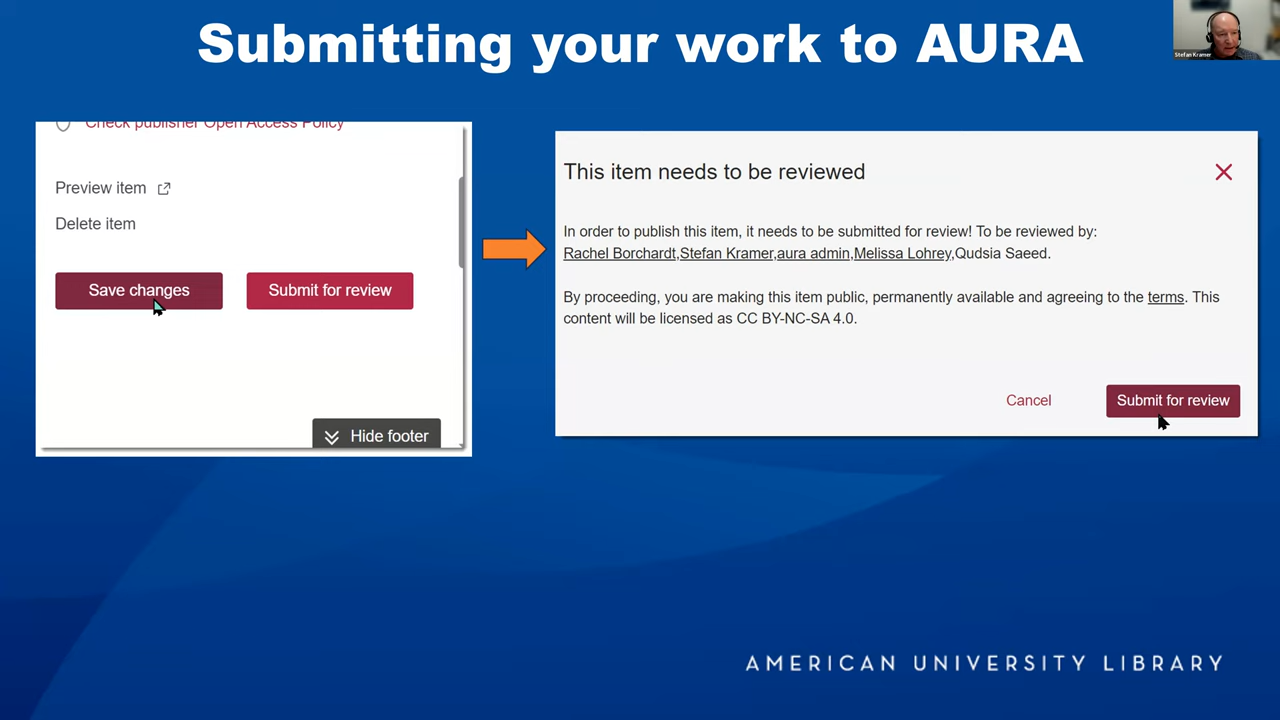 Submitting your work to AURA
Stefan Kramer
Check publisher Open Access Policy
Preview item
Delete item
Save changes
Submit for review
Hide footer
This item needs to be reviewed
In order to publish this item, it needs to be submitted for review! To be reviewed by:
Rachel Borchardt,Stefan Kramer,aura admin,Melissa Lohrey,Qudsia Saeed.
By proceeding, you are making this item public, permanently available and agreeing to the terms. This
content will be licensed as CC BY-NC-SA 4.0.
Cancel
Submit for review
AMERICAN UNIVERSITY LIBRARY